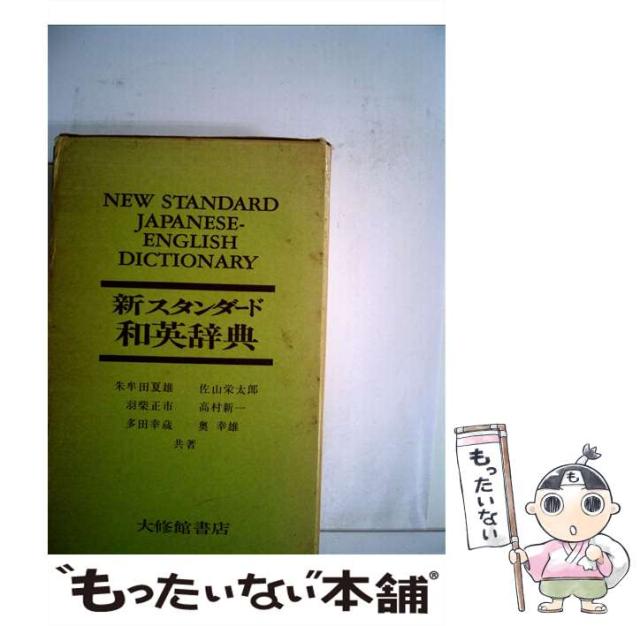 NEW STANDARD
JAPANESE-
ENGLISH
DICTIONARY
新スタンダード
和英辞典
朱牟田夏雄 佐山栄太郎
羽柴正市 高村新一
多田幸蔵 奥 幸雄
共著
大修館書店
もったいない
も
"もったいない"本舗®